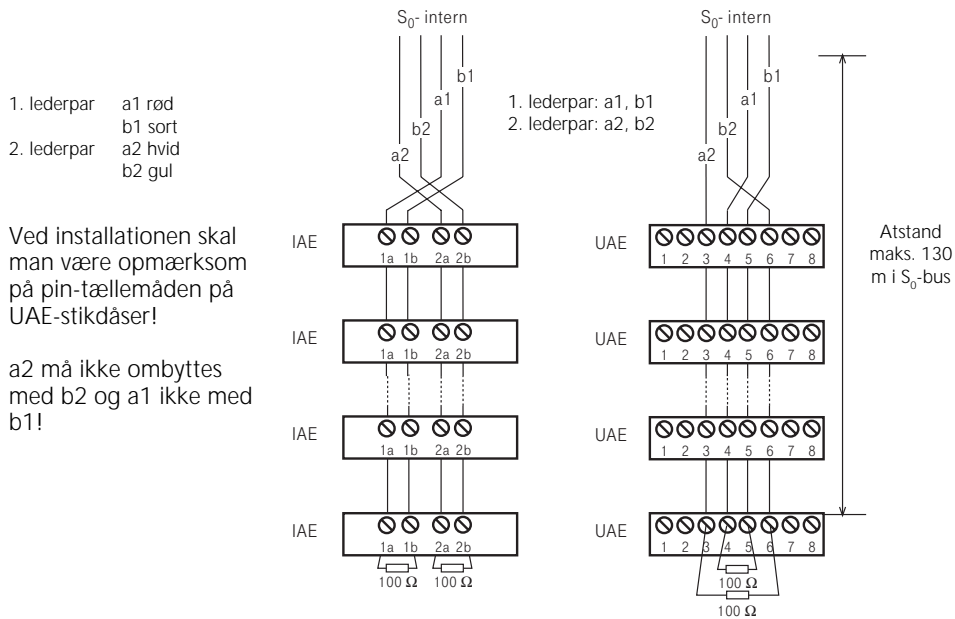 S0- intern
S0- intern
1. lederpar a1 rød
b1 sort
2. lederpar a2 hvid
b2 gul
a2
b2
a1
b1
1. lederpar: a1, b1
2. lederpar: a2, b2
a2
b2
a1
b1
Ved installationen skal
man være opmærksom
på pin-tællemåden på
UAE-stikdåser!
a2 må ikke ombyttes
med b2 og a1 ikke med
b1!
IAE
1a 1b 2a 2b
IAE
1a 1b 2a 2b
IAE
1a 1b 2a 2b
IAE
1a 1b 2a 2b
100 Ω 100 Ω
UAE
1 2 3 4 5 6 7 8
UAE
1 2 3 4 5 6 7 8
UAE
1 2 3 4 5 6 7 8
UAE
1 2 3 4 5 6 7 8
100 Ω
100 Ω
Atstand
maks. 130
m i S0-bus